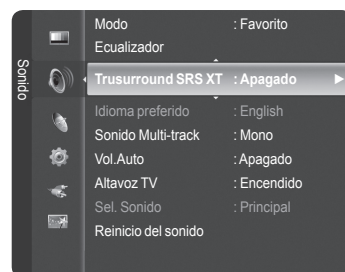 Sonido
Modo : Favorito
Ecualizador
Trusurround SRS XT : Apagado
Idioma preferido : English
Sonido Multi-track : Mono
Vol.Auto : Apagado
Altavoz TV : Encendido
Sel. Sonido : Principal
Reinicio del sonido